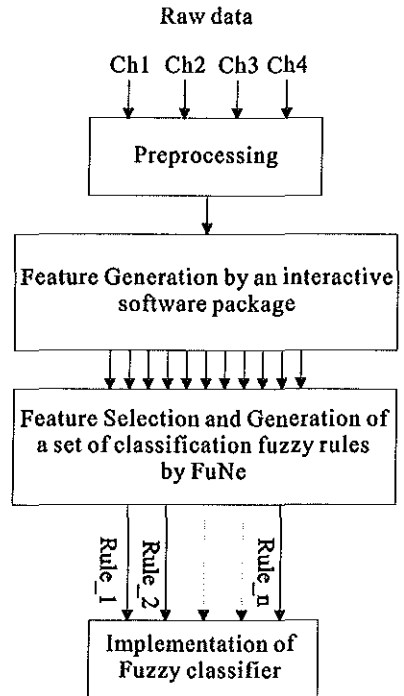 Raw data
Ch1 Ch2 Ch3 Ch4
Preprocessing
Feature Generation by an interactive
software package
Feature Selection and Generation of
a set of classification fuzzy rules
by FuNe
Rule_1
Rule_2
Rule_n
Implementation of
Fuzzy classifier